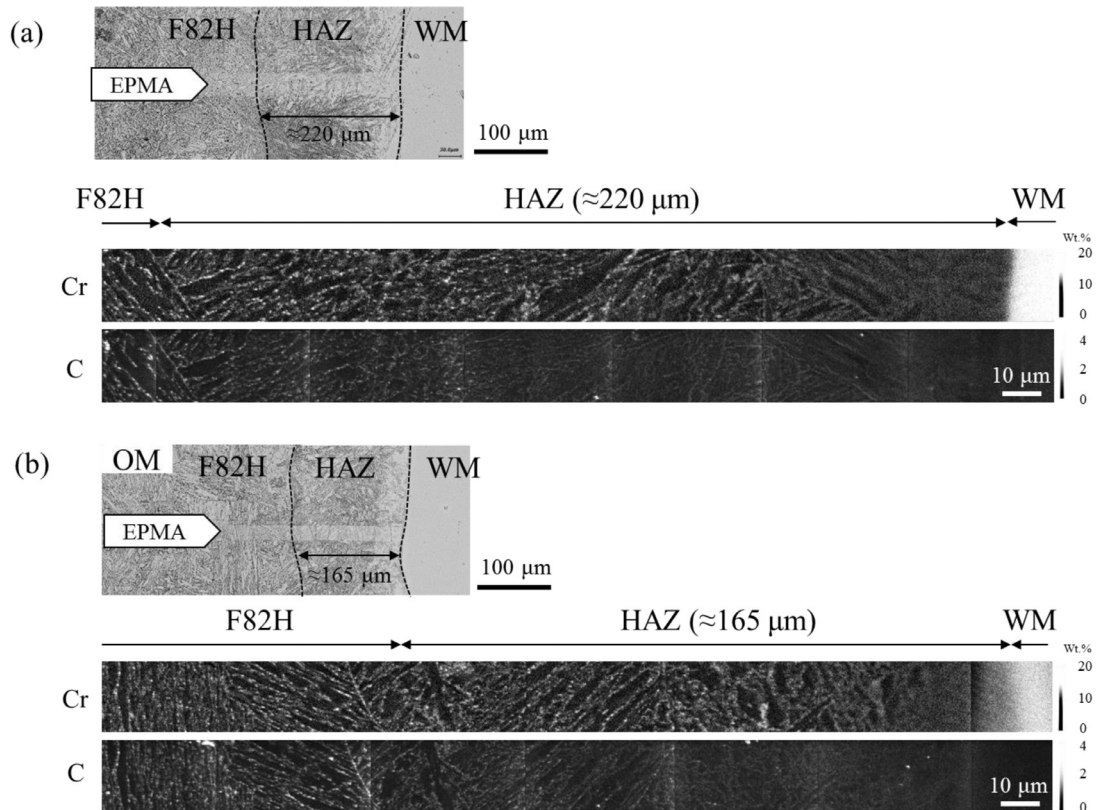 (a)
F82H HAZ WM
EPMA
≈220 μm
100 μm
F82H HAZ (≈220 μm) WM
Wt.%
Cr
20
10
0
C
4
2
0
10 μm
(b)
OM F82H HAZ WM
EPMA
≈165 μm
100 μm
F82H HAZ (≈165 μm) WM
Wt.%
Cr
20
10
0
C
4
2
0
10 μm